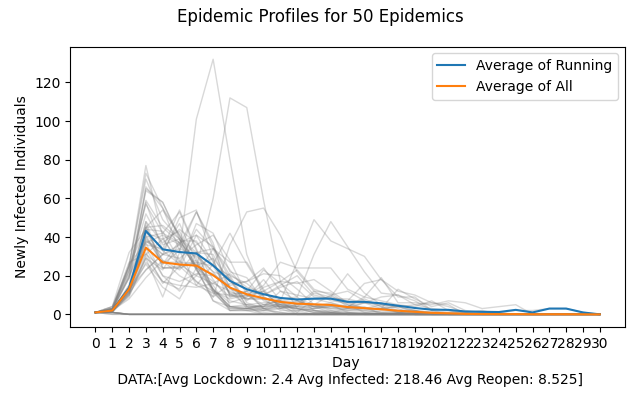 Epidemic Profiles for 50 Epidemics
Average of Running
Average of All
120
100
80
60
40
20
0
Newly Infected Individuals
0 1 2 3 4 5 6 7 8 9 10 11 12 13 14 15 16 17 18 19 20 21 22 23 24 25 26 27 28 29 30
Day
DATA:[Avg Lockdown: 2.4 Avg Infected: 218.46 Avg Reopen: 8.525]